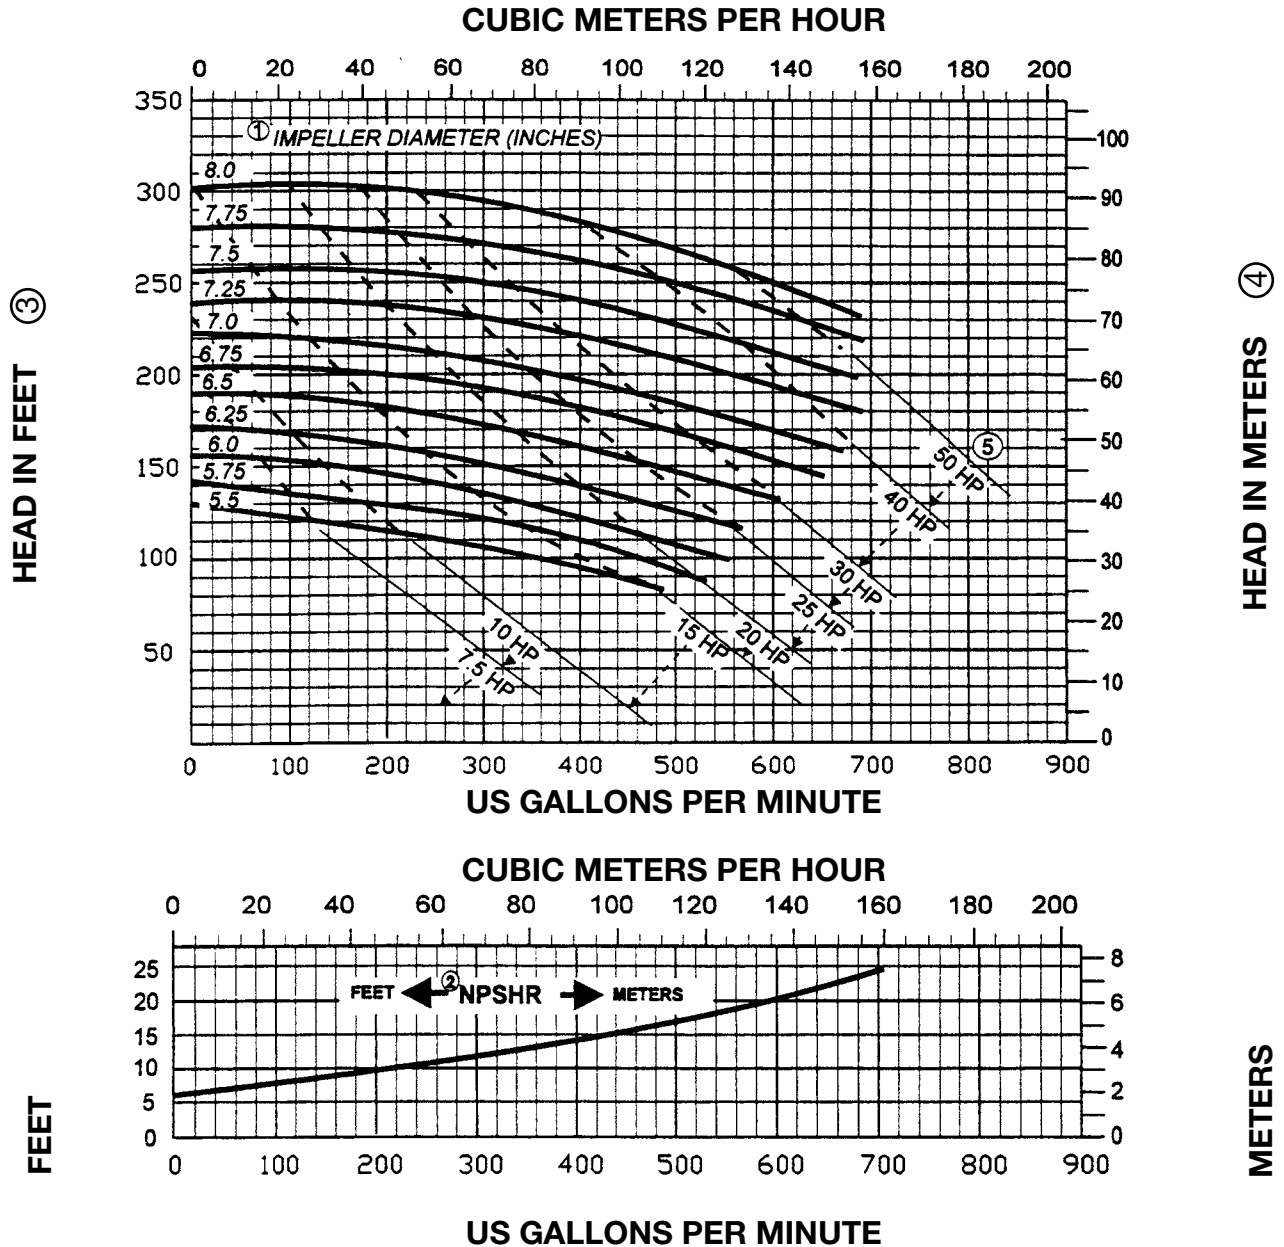 CUBIC METERS PER HOUR
0 20 40 60 80 100 120 140 160 180 200
350
300
250
200
150
100
50
① IMPELLER DIAMETER (INCHES)
8.0
7.75
7.5
7.25
7.0
6.75
6.5
6.25
6.0
5.75
5.5
100
90
80
70
60
50
40
30
20
10
0
③
HEAD IN FEET
④
HEAD IN METERS
⑤
50 HP
40 HP
30 HP
25 HP
20 HP
15 HP
10 HP
7.5 HP
0 100 200 300 400 500 600 700 800 900
US GALLONS PER MINUTE
CUBIC METERS PER HOUR
0 20 40 60 80 100 120 140 160 180 200
25
20
15
10
5
0
FEET ② NPSHR METERS
8
6
4
2
0
FEET
METERS
0 100 200 300 400 500 600 700 800 900
US GALLONS PER MINUTE